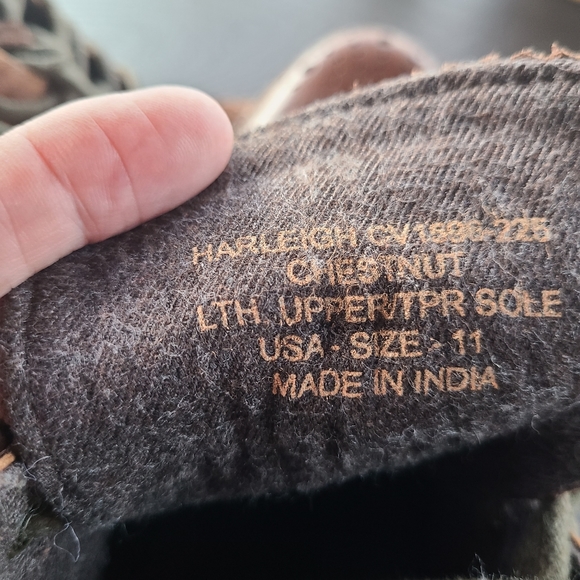 HARLEIGH CV1996-225
CHESTNUT
LTH. UPPER/TPR SOLE
USA - SIZE - 11
MADE IN INDIA